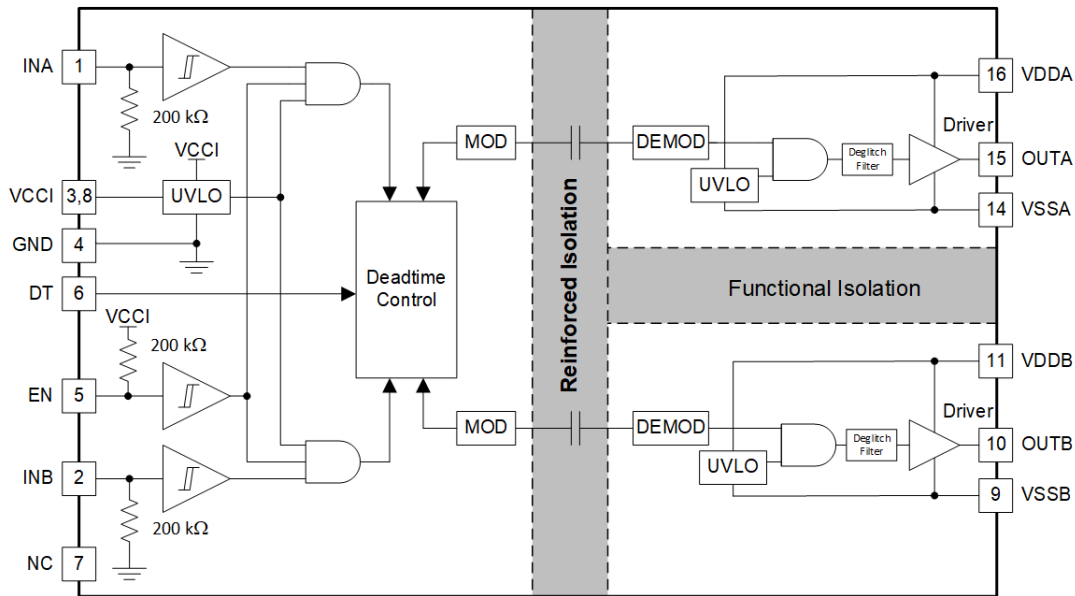 INA
1
200 kΩ
VCCI
VCCI
3,8
UVLO
GND
4
DT
6
VCCI
200 kΩ
EN
5
INB
2
200 kΩ
NC
7
Deadtime
Control
MOD
MOD
Reinforced Isolation
Functional Isolation
DEMOD
UVLO
Deglitch
Filter
Driver
16
VDDA
15
OUTA
14
VSSA
DEMOD
UVLO
Deglitch
Filter
Driver
11
VDDB
10
OUTB
9
VSSB